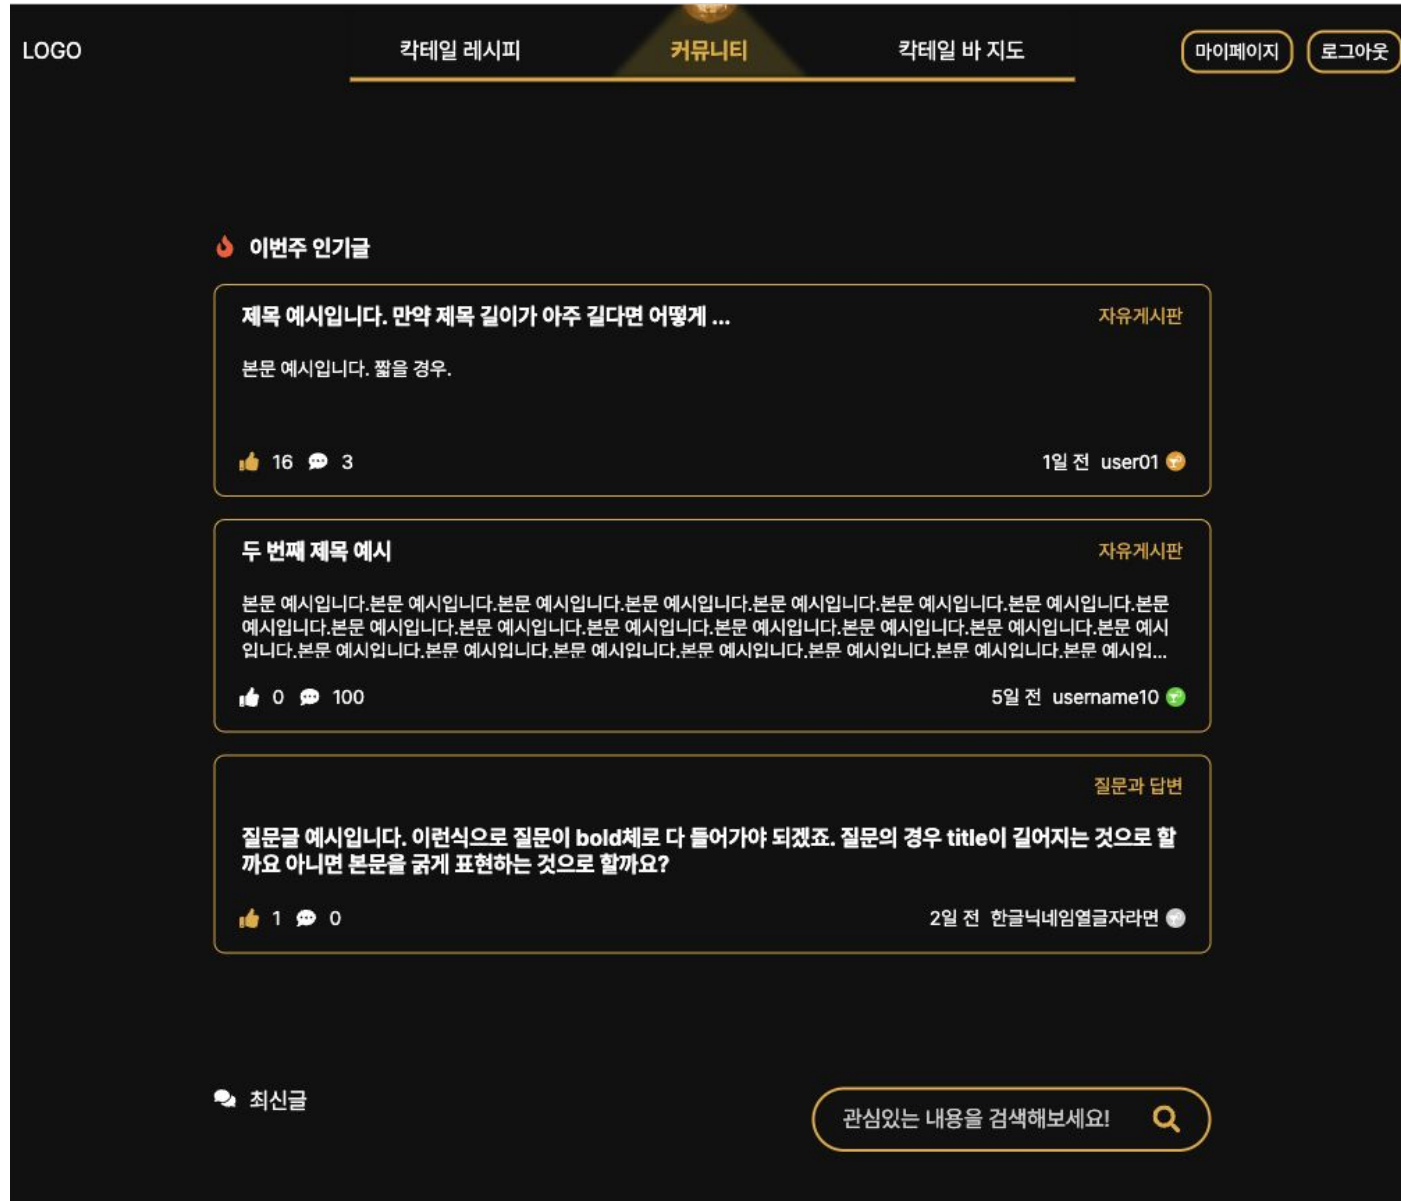 LOGO
칵테일 레시피
커뮤니티
칵테일 바 지도
마이페이지
로그아웃
이번주 인기글
제목 예시입니다. 만약 제목 길이가 아주 길다면 어떻게 ...
자유게시판
본문 예시입니다. 짧을 경우.
16
3
1일 전 user01
두 번째 제목 예시
자유게시판
본문 예시입니다.본문 예시입니다.본문 예시입니다.본문 예시입니다.본문 예시입니다.본문 예시입니다.본문 예시입니다.본문
예시입니다.본문 예시입니다.본문 예시입니다.본문 예시입니다.본문 예시입니다.본문 예시입니다.본문 예시입니다.본문 예시
입니다.본문 예시입니다.본문 예시입니다.본문 예시입니다.본문 예시입니다.본문 예시입니다.본문 예시입니다.본문 예시입...
0
100
5일 전 username10
질문과 답변
질문글 예시입니다. 이런식으로 질문이 bold체로 다 들어가야 되겠죠. 질문의 경우 title이 길어지는 것으로 할
까요 아니면 본문을 굵게 표현하는 것으로 할까요?
1
0
2일 전 한글닉네임열글자라면
최신글
관심있는 내용을 검색해보세요!